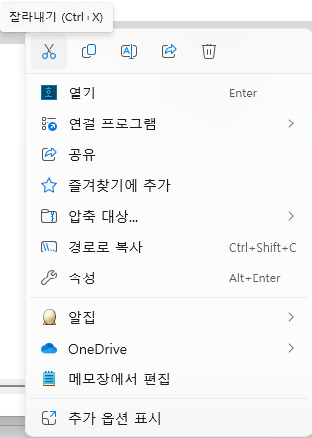 잘라내기 (Ctrl+X)
열기 Enter
연결 프로그램
공유
즐겨찾기에 추가
압축 대상...
경로로 복사 Ctrl+Shift+C
속성 Alt+Enter
알집
OneDrive
메모장에서 편집
추가 옵션 표시